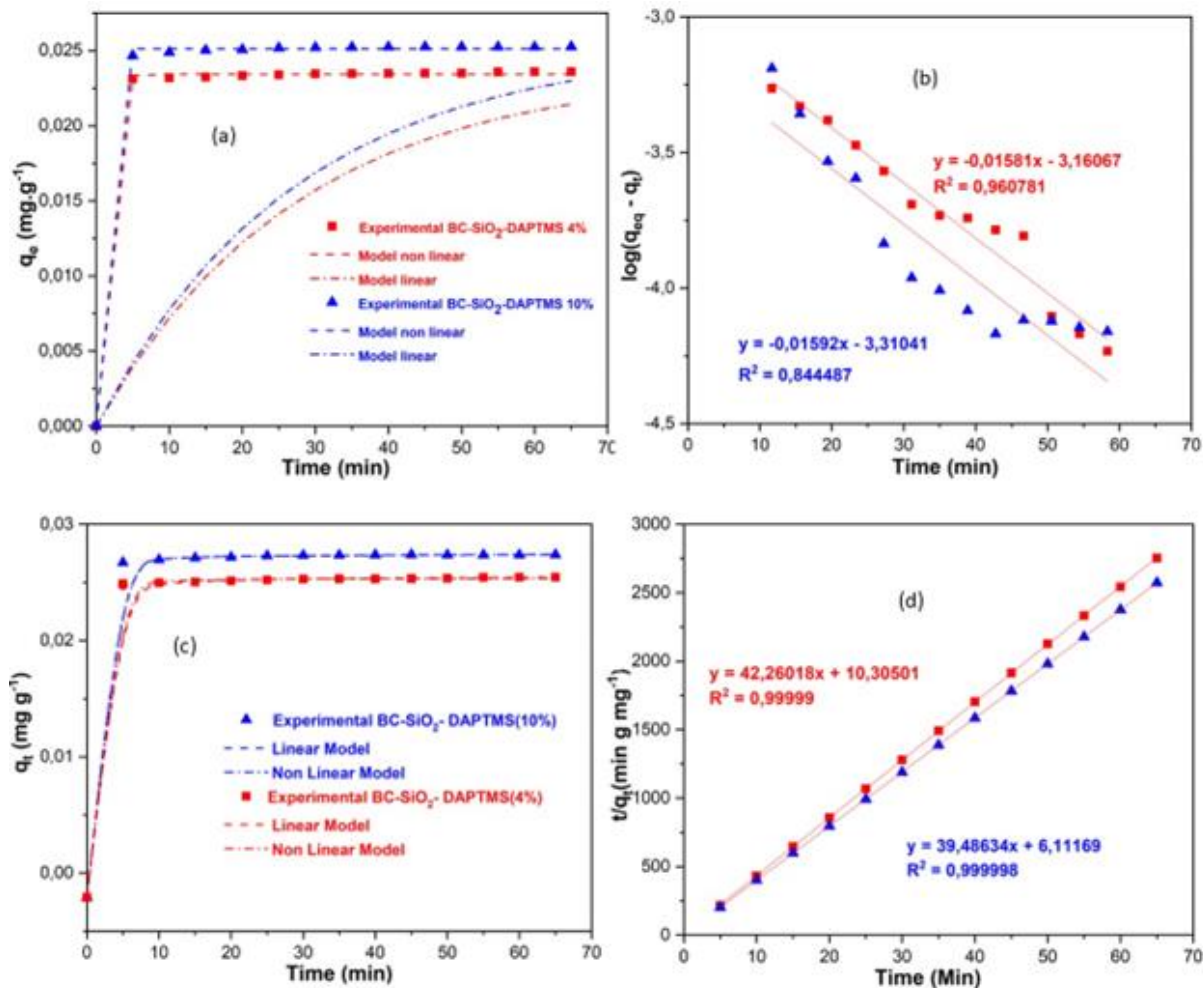 0,025
0,020
0,015
0,010
0,005
0,000
q_e (mg.g⁻¹)
(a)
Experimental BC-SiO₂-DAPTMS 4%
Model non linear
Model linear
Experimental BC-SiO₂-DAPTMS 10%
Model non linear
Model linear
0 10 20 30 40 50 60 70
Time (min)
-3,0
-3,5
-4,0
-4,5
log(q_eq - q_t)
(b)
y = -0,01581x - 3,16067
R² = 0,960781
y = -0,01592x - 3,31041
R² = 0,844487
0 10 20 30 40 50 60 70
Time (min)
0,03
0,02
0,01
0,00
q_t (mg g⁻¹)
(c)
Experimental BC-SiO₂- DAPTMS(10%)
Linear Model
Non Linear Model
Experimental BC-SiO₂- DAPTMS(4%)
Linear Model
Non Linear Model
0 10 20 30 40 50 60 70
Time (min)
3000
2500
2000
1500
1000
500
0
t/q_t(min g mg⁻¹)
(d)
y = 42,26018x + 10,30501
R² = 0,99999
y = 39,48634x + 6,11169
R² = 0,999998
0 10 20 30 40 50 60 70
Time (Min)